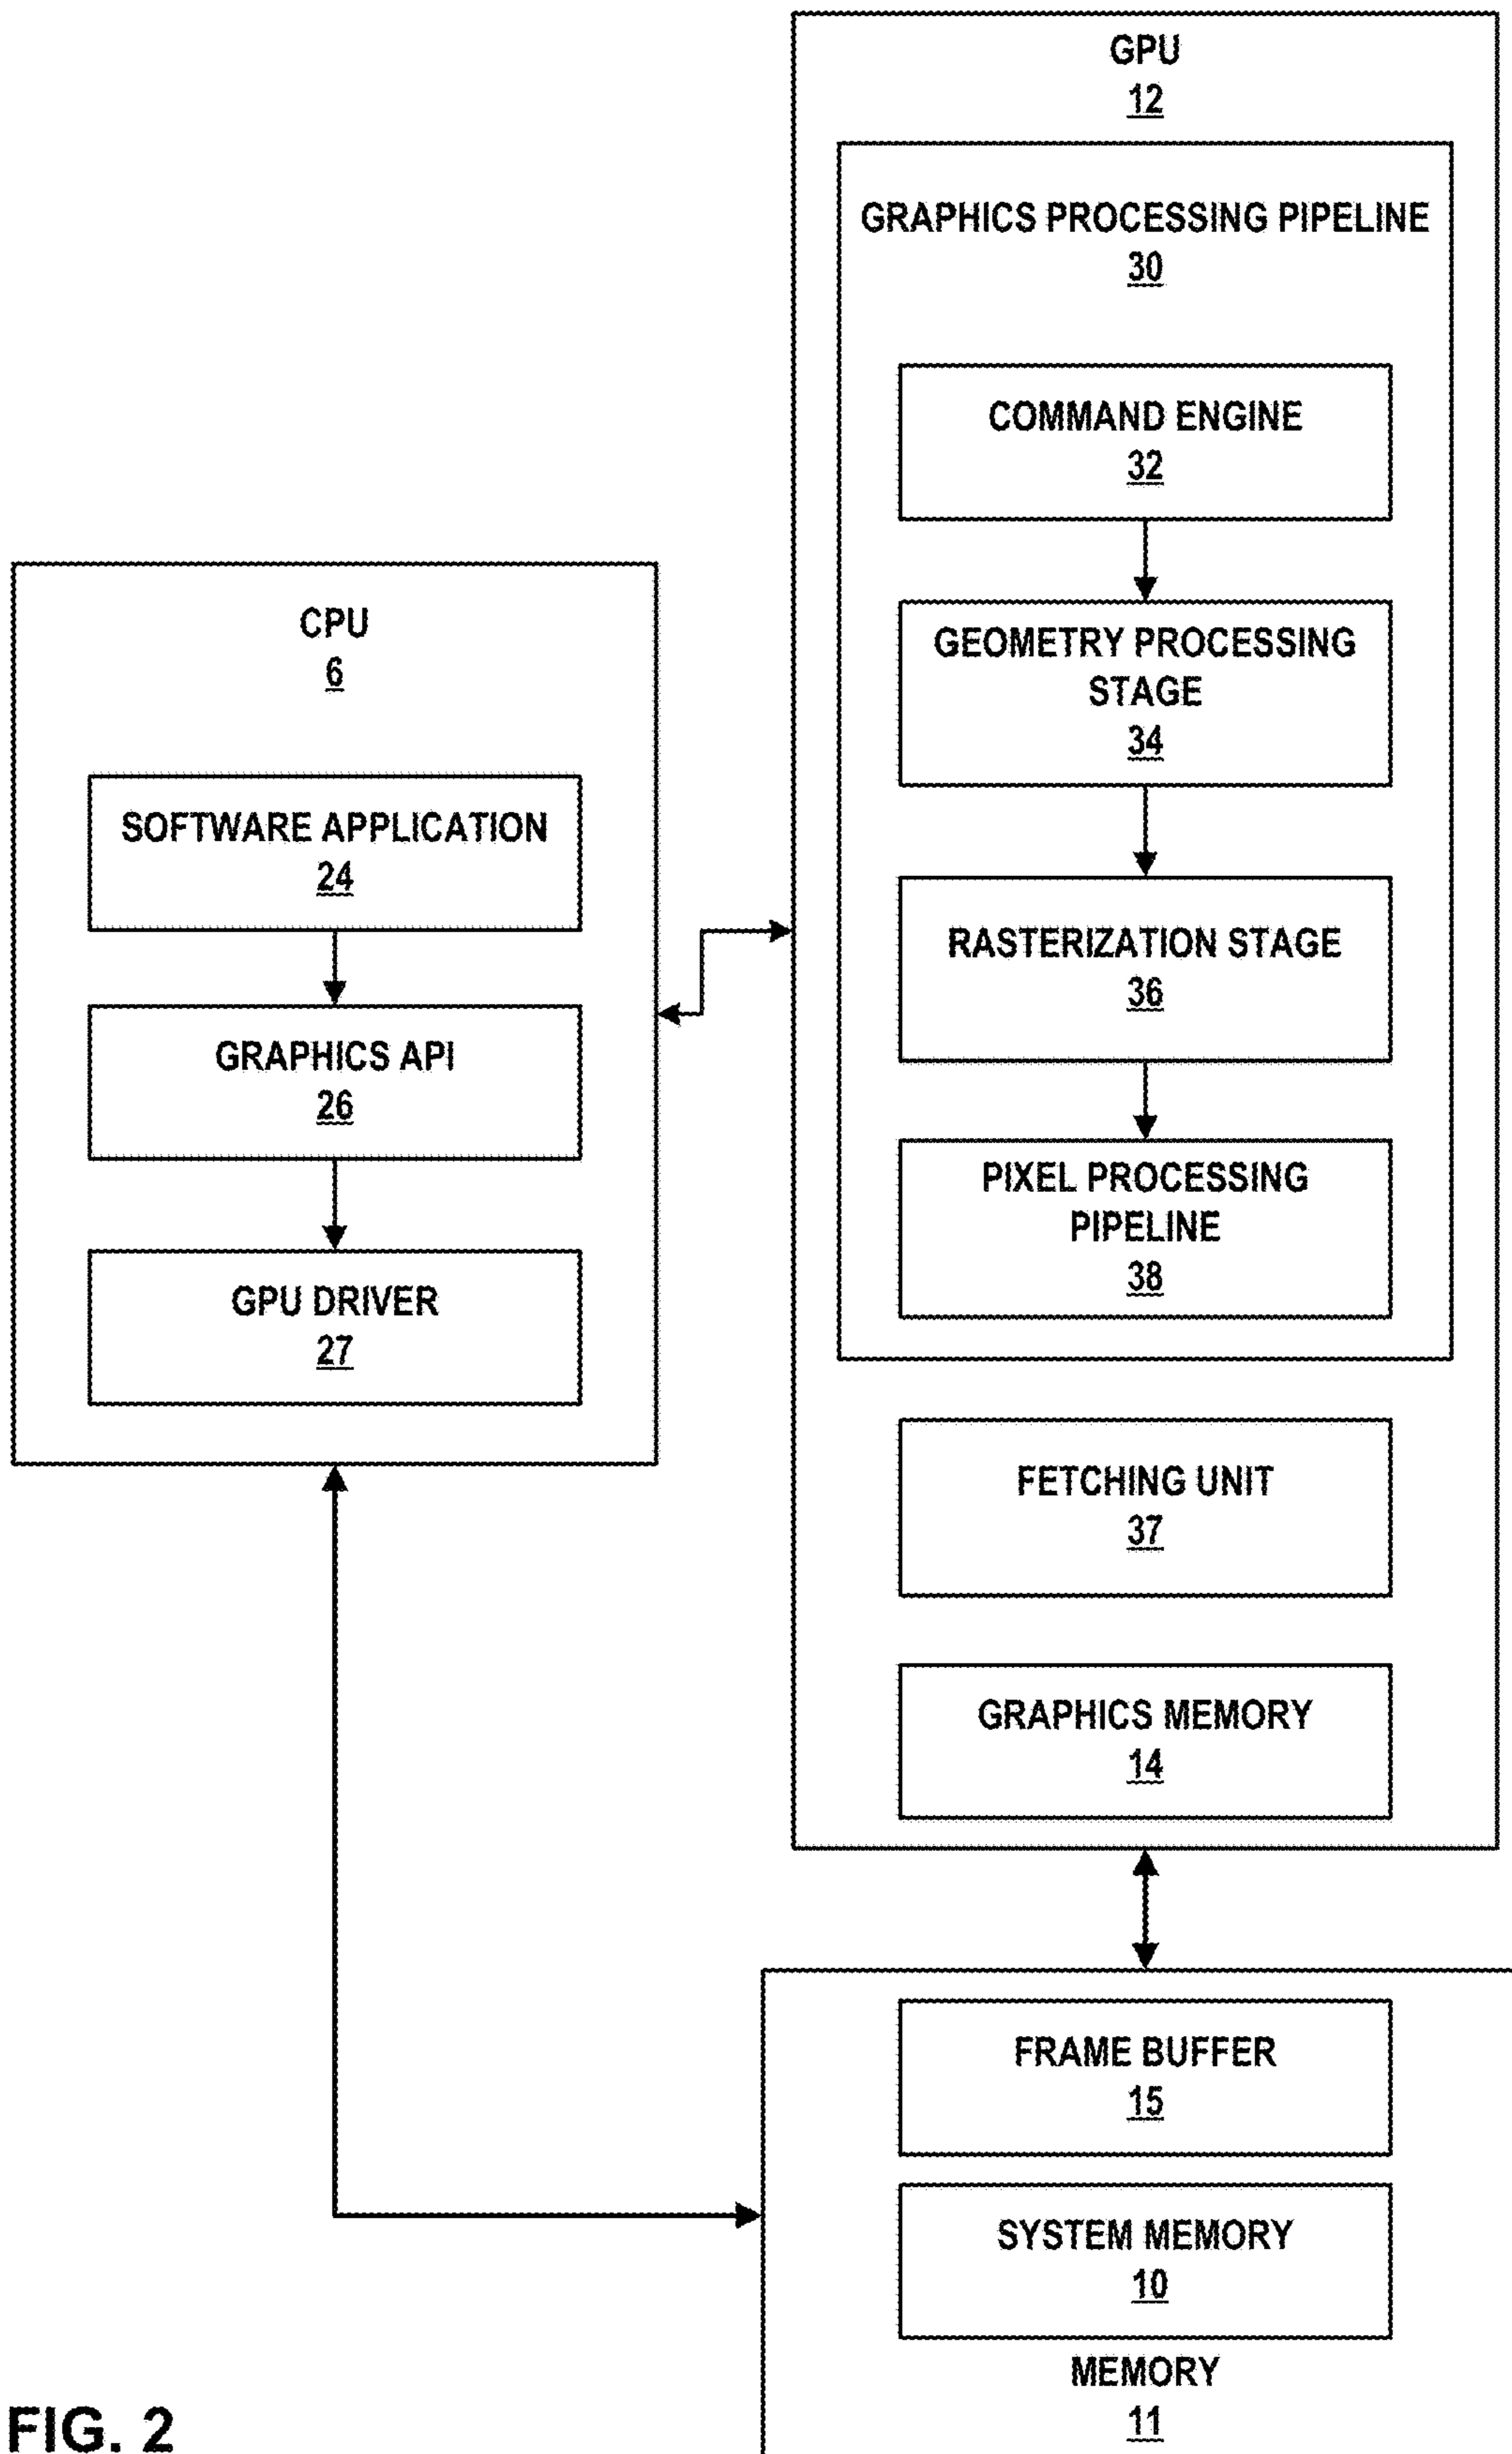 GPU
12
GRAPHICS PROCESSING PIPELINE
30
COMMAND ENGINE
32
GEOMETRY PROCESSING
STAGE
34
RASTERIZATION STAGE
36
PIXEL PROCESSING
PIPELINE
38
FETCHING UNIT
37
GRAPHICS MEMORY
14
CPU
6
SOFTWARE APPLICATION
24
GRAPHICS API
26
GPU DRIVER
27
FRAME BUFFER
15
SYSTEM MEMORY
10
MEMORY
11
FIG. 2